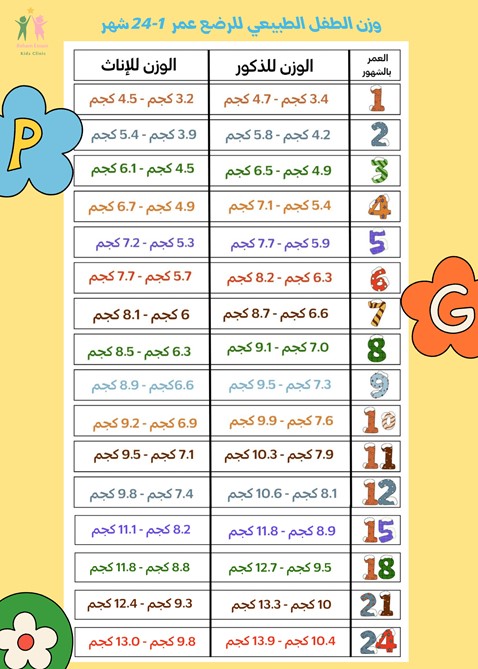 وزن الطفل الطبيعي للرضع عمر 1-24 شهر
Kids Clinic
العمر بالشهور الوزن للذكور الوزن للإناث
1 3.4 كجم - 4.7 كجم 3.2 كجم - 4.5 كجم
2 4.2 كجم - 5.8 كجم 3.9 كجم - 5.4 كجم
3 4.9 كجم - 6.5 كجم 4.5 كجم - 6.1 كجم
4 5.4 كجم - 7.1 كجم 4.9 كجم - 6.7 كجم
5 5.9 كجم - 7.7 كجم 5.3 كجم - 7.2 كجم
6 6.3 كجم - 8.2 كجم 5.7 كجم - 7.7 كجم
7 6.6 كجم - 8.7 كجم 6 كجم - 8.1 كجم
8 7.0 كجم - 9.1 كجم 6.3 كجم - 8.5 كجم
9 7.3 كجم - 9.5 كجم 6.6كجم - 8.9 كجم
10 7.6 كجم - 9.9 كجم 6.9 كجم - 9.2 كجم
11 7.9 كجم - 10.3 كجم 7.1 كجم - 9.5 كجم
12 8.1 كجم - 10.6 كجم 7.4 كجم - 9.8 كجم
15 8.9 كجم - 11.8 كجم 8.2 كجم - 11.1 كجم
18 9.5 كجم - 12.7 كجم 8.8 كجم - 11.8 كجم
21 10 كجم - 13.3 كجم 9.3 كجم - 12.4 كجم
24 10.4 كجم - 13.9 كجم 9.8 كجم - 13.0 كجم
P
G